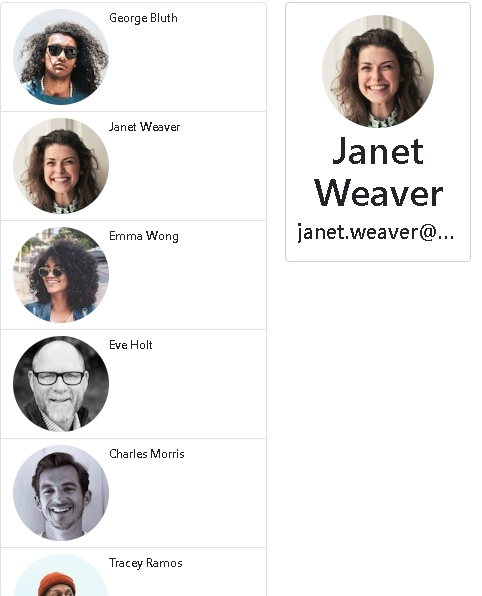 George Bluth
Janet Weaver
Emma Wong
Eve Holt
Charles Morris
Tracey Ramos
Janet
Weaver
janet.weaver@...